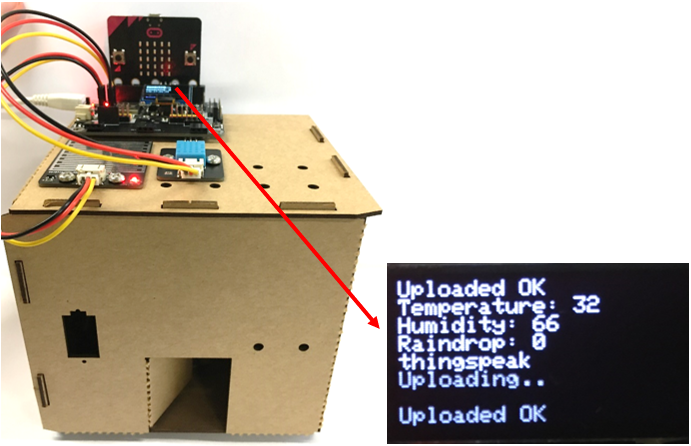 Uploaded OK
Temperature: 32
Humidity: 66
Raindrop: 0
thingspeak
Uploading..
Uploaded OK